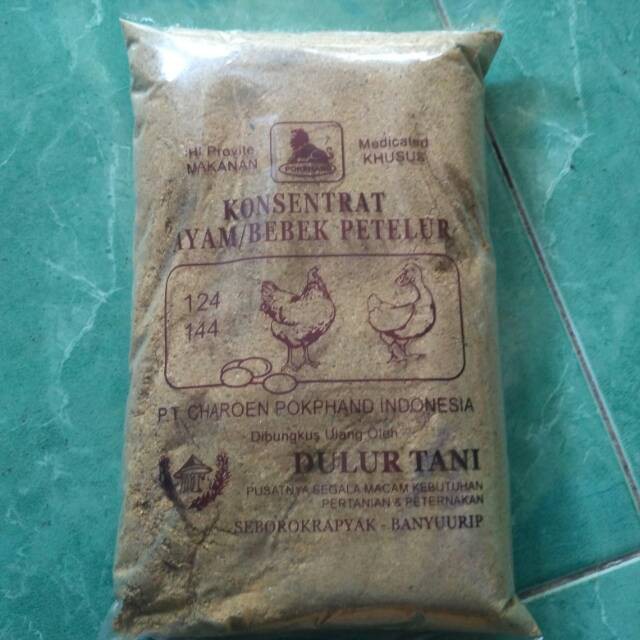 Hi Provite
MAKANAN
Medicated
KHUSUS
KONSENTRAT
AYAM/BEBEK PETELUR
124
144
PT. CHAROEN POKPHAND INDONESIA
Dibungkus Ulang Oleh
DULUR TANI
PUSATNYA SEGALA MACAM KEBUTUHAN
PERTANIAN & PETERNAKAN
SEBOROKRAPYAK - BANYUURIP